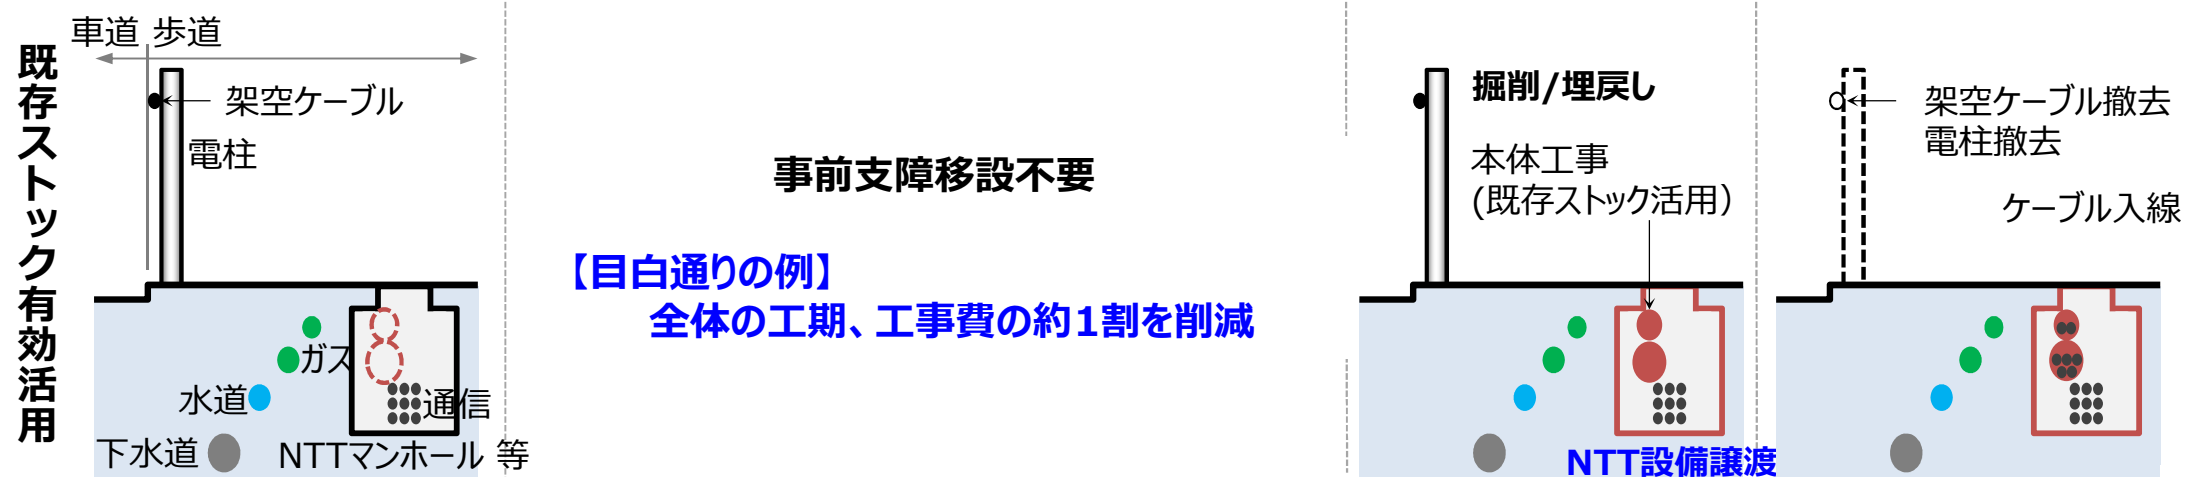 既存ストック有効活用
車道 歩道
架空ケーブル
電柱
ガス
水道
通信
下水道
NTTマンホール 等
事前支障移設不要
【目白通りの例】
全体の工期、工事費の約1割を削減
掘削/埋戻し
本体工事
(既存ストック活用)
NTT設備譲渡
架空ケーブル撤去
電柱撤去
ケーブル入線